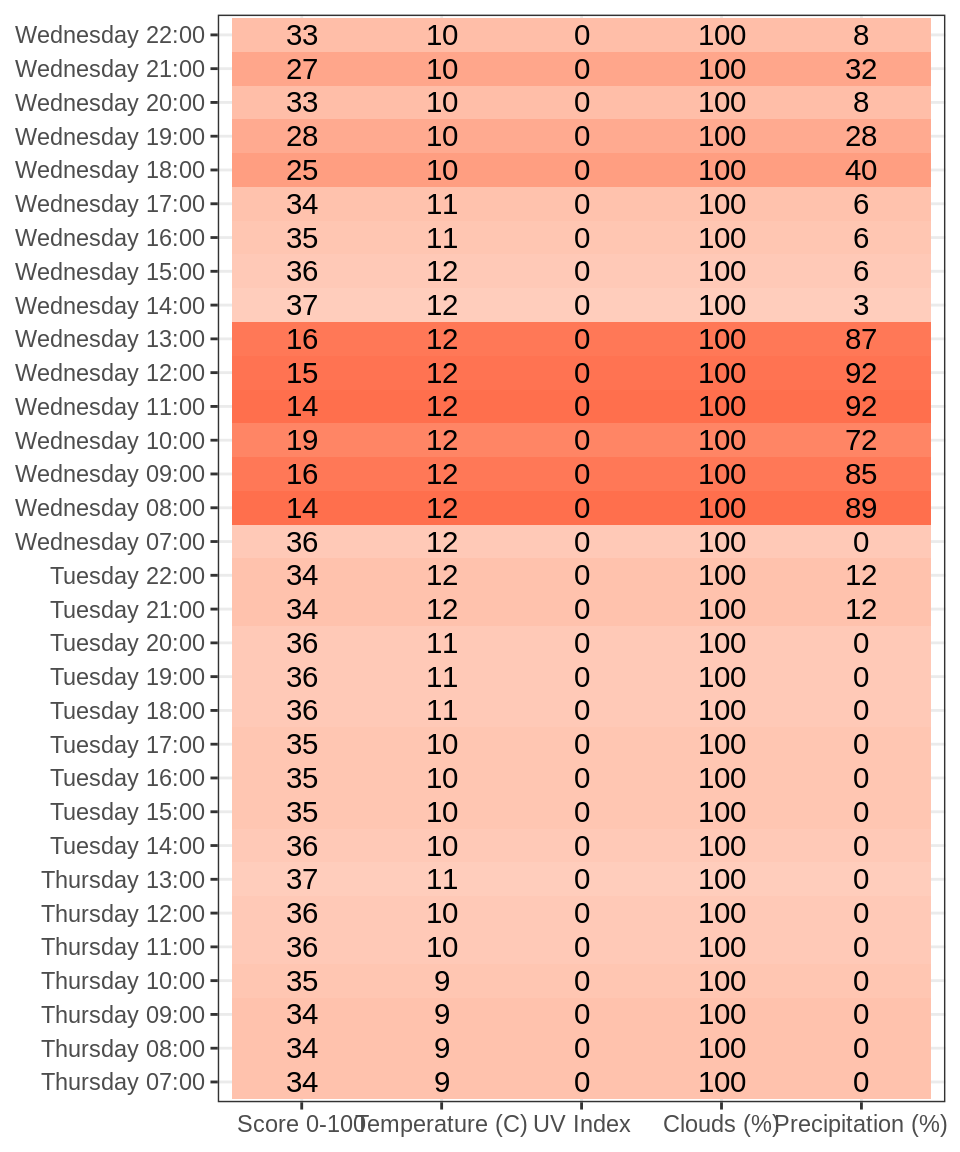 Wednesday 22:00 33 10 0 100 8
Wednesday 21:00 27 10 0 100 32
Wednesday 20:00 33 10 0 100 8
Wednesday 19:00 28 10 0 100 28
Wednesday 18:00 25 10 0 100 40
Wednesday 17:00 34 11 0 100 6
Wednesday 16:00 35 11 0 100 6
Wednesday 15:00 36 12 0 100 6
Wednesday 14:00 37 12 0 100 3
Wednesday 13:00 16 12 0 100 87
Wednesday 12:00 15 12 0 100 92
Wednesday 11:00 14 12 0 100 92
Wednesday 10:00 19 12 0 100 72
Wednesday 09:00 16 12 0 100 85
Wednesday 08:00 14 12 0 100 89
Wednesday 07:00 36 12 0 100 0
Tuesday 22:00 34 12 0 100 12
Tuesday 21:00 34 12 0 100 12
Tuesday 20:00 36 11 0 100 0
Tuesday 19:00 36 11 0 100 0
Tuesday 18:00 36 11 0 100 0
Tuesday 17:00 35 10 0 100 0
Tuesday 16:00 35 10 0 100 0
Tuesday 15:00 35 10 0 100 0
Tuesday 14:00 36 10 0 100 0
Thursday 13:00 37 11 0 100 0
Thursday 12:00 36 10 0 100 0
Thursday 11:00 36 10 0 100 0
Thursday 10:00 35 9 0 100 0
Thursday 09:00 34 9 0 100 0
Thursday 08:00 34 9 0 100 0
Thursday 07:00 34 9 0 100 0
Score 0-100 Temperature (C) UV Index Clouds (%) Precipitation (%)